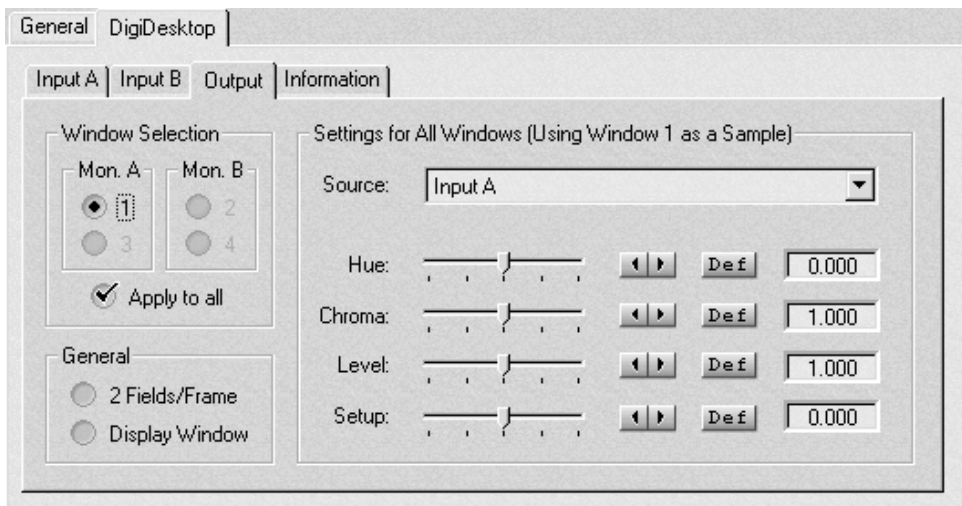 General DigiDesktop
Input A Input B Output Information
Window Selection
Mon. A Mon. B
1 2
3 4
Apply to all
General
2 Fields/Frame
Display Window
Settings for All Windows (Using Window 1 as a Sample)
Source: Input A
Hue: Def 0.000
Chroma: Def 1.000
Level: Def 1.000
Setup: Def 0.000